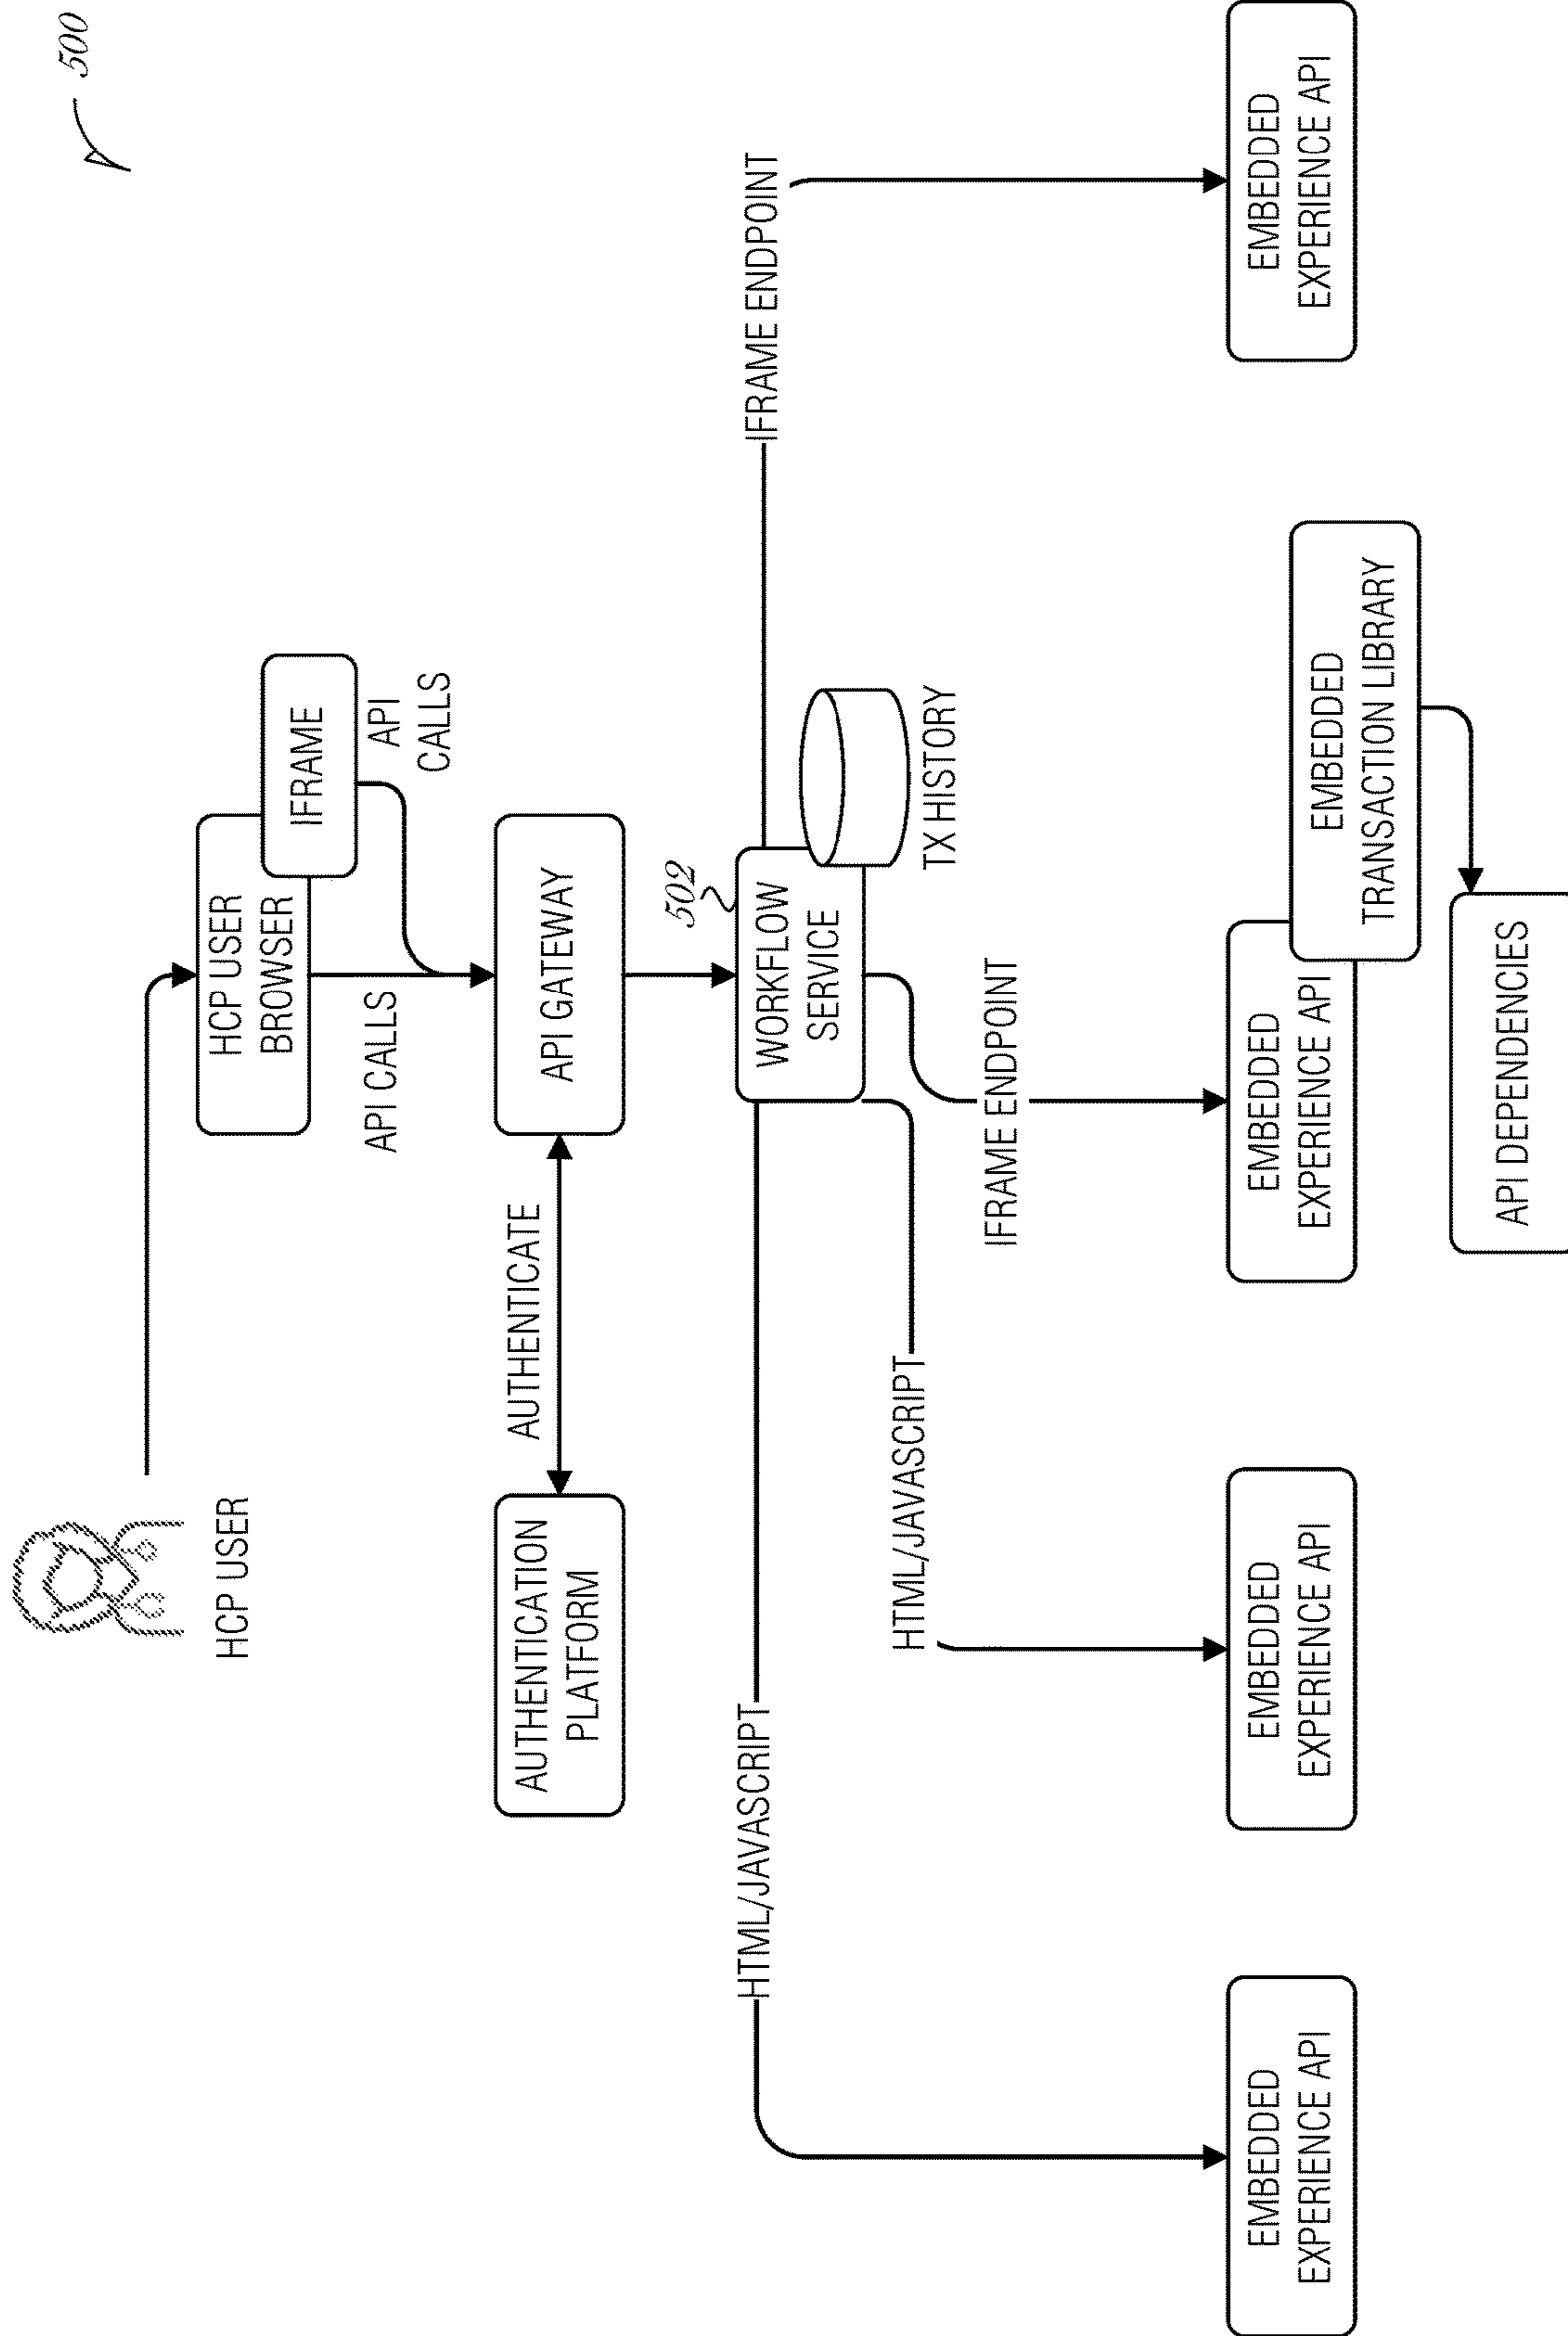 500
HCP USER
HCP USER
BROWSER
IFRAME
API CALLS
API
CALLS
AUTHENTICATION
PLATFORM
AUTHENTICATE
API GATEWAY
502
HTML/JAVASCRIPT
WORKFLOW
SERVICE
IFRAME ENDPOINT
TX HISTORY
HTML/JAVASCRIPT
IFRAME ENDPOINT
EMBEDDED
EXPERIENCE API
EMBEDDED
EXPERIENCE API
EMBEDDED
EXPERIENCE API
EMBEDDED
TRANSACTION LIBRARY
EMBEDDED
EXPERIENCE API
API DEPENDENCIES